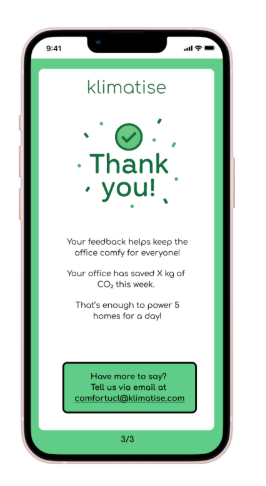 9:41
klimatise
Thank
you!
Your feedback helps keep the
office comfy for everyone!
Your office has saved X kg of
CO₂ this week.
That's enough to power 5
homes for a day!
Have more to say?
Tell us via email at
comfortucl@klimatise.com
3/3